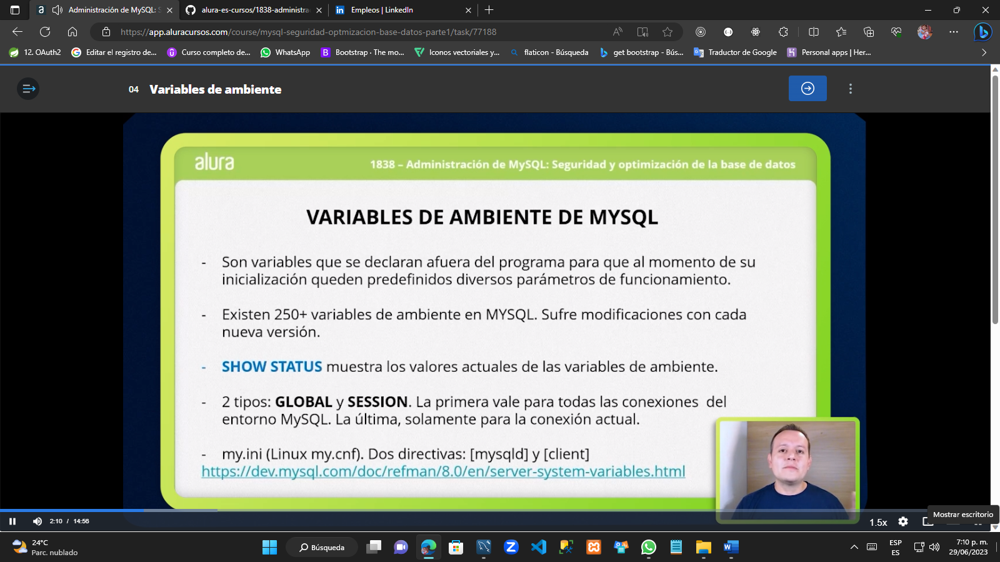 Administración de MySQL: S
alura-es-cursos/1838-administra
Empleos | LinkedIn
https://app.aluracursos.com/course/mysql-seguridad-optmizacion-base-datos-parte1/task/77188
12. OAuth2
Editar el registro de...
Curso completo de...
WhatsApp
Bootstrap · The mo...
Iconos vectoriales y...
flaticon - Búsqueda
get bootstrap - Bús...
Traductor de Google
Personal apps | Her...
04 Variables de ambiente
alura
1838 – Administración de MySQL: Seguridad y optimización de la base de datos
VARIABLES DE AMBIENTE DE MYSQL
- Son variables que se declaran afuera del programa para que al momento de su
inicialización queden predefinidos diversos parámetros de funcionamiento.
- Existen 250+ variables de ambiente en MYSQL. Sufre modificaciones con cada
nueva versión.
- SHOW STATUS muestra los valores actuales de las variables de ambiente.
- 2 tipos: GLOBAL y SESSION. La primera vale para todas las conexiones del
entorno MySQL. La última, solamente para la conexión actual.
- my.ini (Linux my.cnf). Dos directivas: [mysqld] y [client]
https://dev.mysql.com/doc/refman/8.0/en/server-system-variables.html
2:10 / 14:56
1.5x
Mostrar escritorio
24°C
Parc. nublado
Búsqueda
ESP
ES
7:10 p. m.
29/06/2023